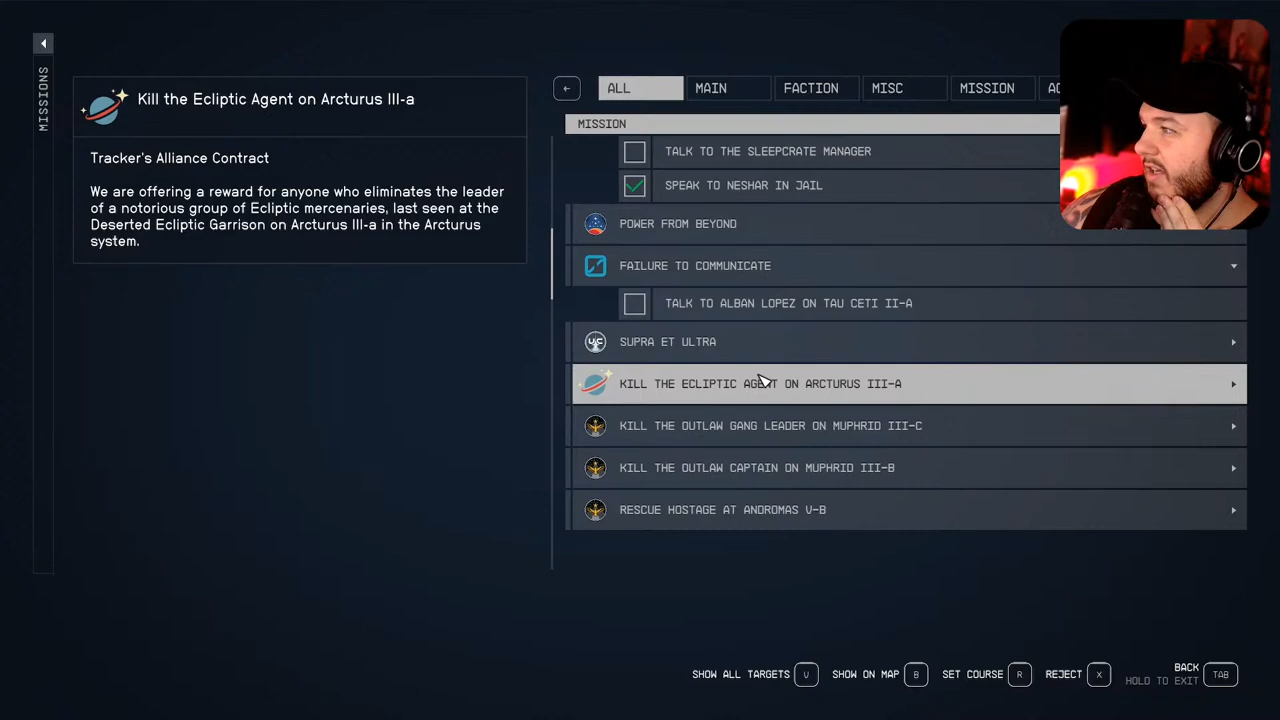 MISSIONS
Kill the Ecliptic Agent on Arcturus III-a
Tracker's Alliance Contract
We are offering a reward for anyone who eliminates the leader
of a notorious group of Ecliptic mercenaries, last seen at the
Deserted Ecliptic Garrison on Arcturus III-a in the Arcturus
system.
ALL MAIN FACTION MISC MISSION
MISSION
TALK TO THE SLEEPCRATE MANAGER
SPEAK TO NESHAR IN JAIL
POWER FROM BEYOND
FAILURE TO COMMUNICATE
TALK TO ALBAN LOPEZ ON TAU CETI II-A
UC SUPRA ET ULTRA
KILL THE ECLIPTIC AGENT ON ARCTURUS III-A
KILL THE OUTLAW GANG LEADER ON MUPHRID III-C
KILL THE OUTLAW CAPTAIN ON MUPHRID III-B
RESCUE HOSTAGE AT ANDROMAS V-B
SHOW ALL TARGETS V SHOW ON MAP B SET COURSE R REJECT X BACK TAB
HOLD TO EXIT